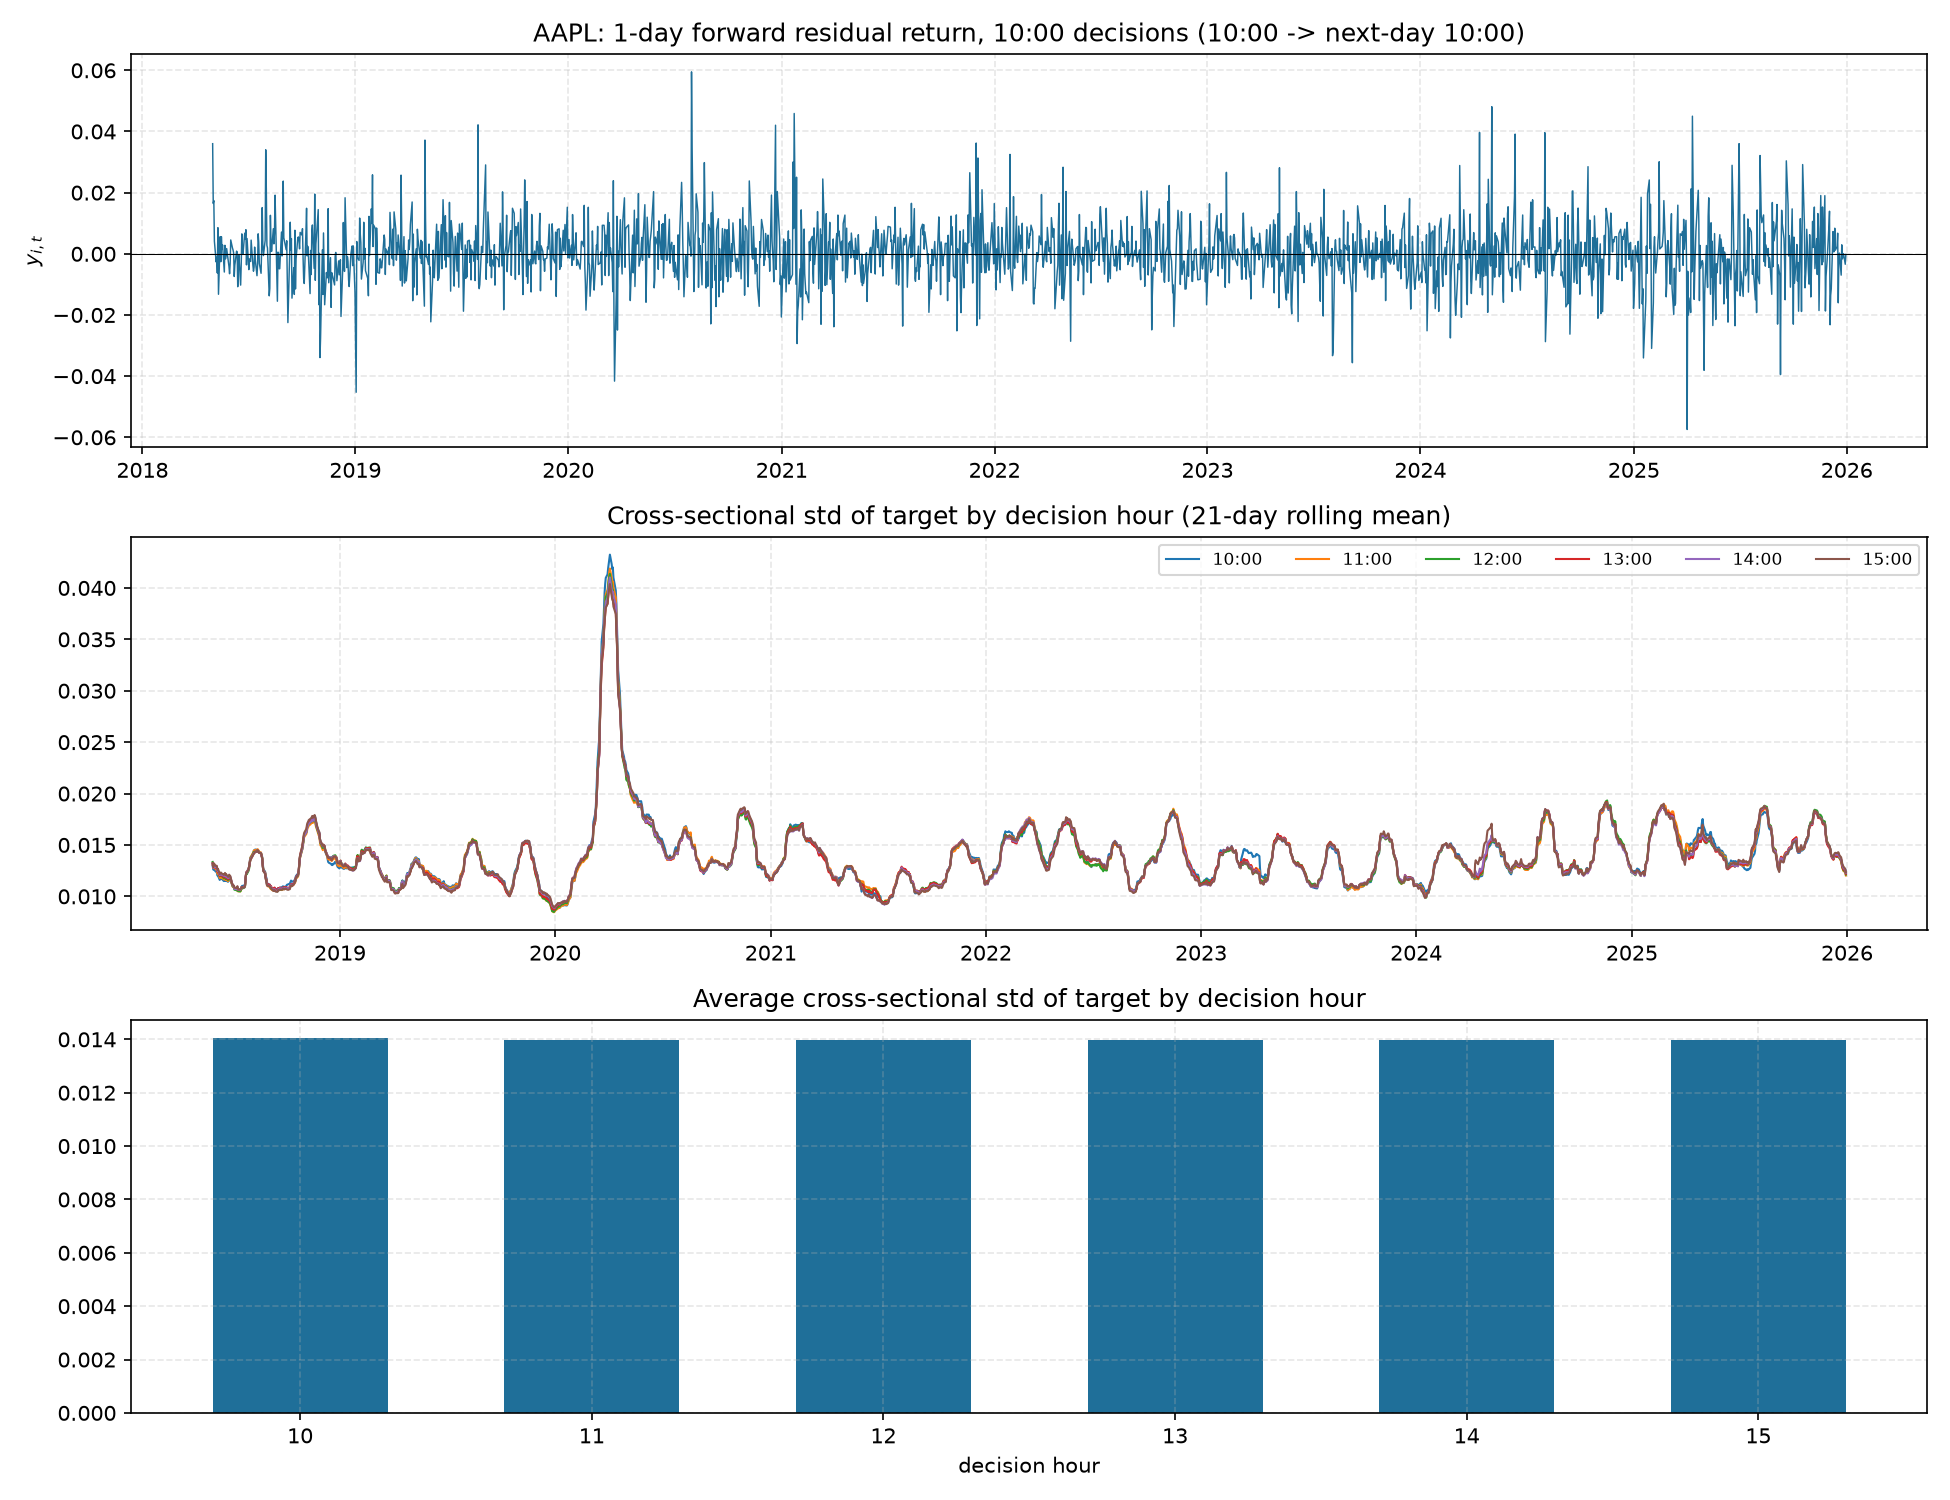 AAPL: 1-day forward residual return, 10:00 decisions (10:00 -> next-day 10:00)
0.06
0.04
0.02
0.00
−0.02
−0.04
−0.06
y_{i,t}
2018 2019 2020 2021 2022 2023 2024 2025 2026
Cross-sectional std of target by decision hour (21-day rolling mean)
10:00 11:00 12:00 13:00 14:00 15:00
0.040
0.035
0.030
0.025
0.020
0.015
0.010
2019 2020 2021 2022 2023 2024 2025 2026
Average cross-sectional std of target by decision hour
0.014
0.012
0.010
0.008
0.006
0.004
0.002
0.000
10 11 12 13 14 15
decision hour